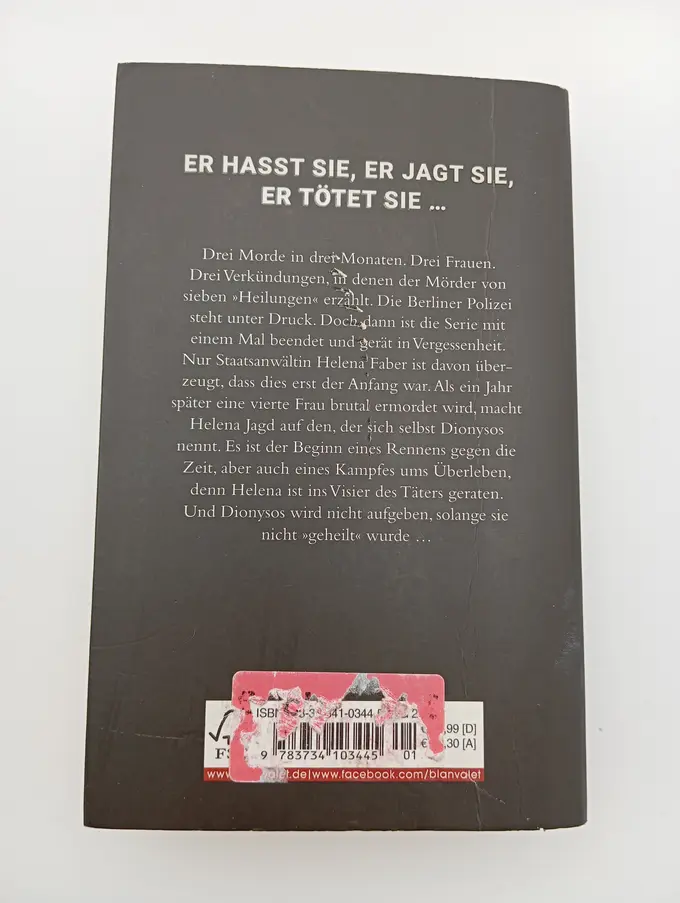 ER HASST SIE, ER JAGT SIE,
ER TÖTET SIE ...
Drei Morde in drei Monaten. Drei Frauen.
Drei Verkündungen, in denen der Mörder von
sieben »Heilungen« erzählt. Die Berliner Polizei
steht unter Druck. Doch dann ist die Serie mit
einem Mal beendet und gerät in Vergessenheit.
Nur Staatsanwältin Helena Faber ist davon über-
zeugt, dass dies erst der Anfang war. Als ein Jahr
später eine vierte Frau brutal ermordet wird, macht
Helena Jagd auf den, der sich selbst Dionysos
nennt. Es ist der Beginn eines Rennens gegen die
Zeit, aber auch eines Kampfes ums Überleben,
denn Helena ist ins Visier des Täters geraten.
Und Dionysos wird nicht aufgeben, solange sie
nicht »geheilt« wurde ...
ISBN
,99 [D]
,30 [A]
9 783734 103445 01
|www.facebook.com/blanvalet